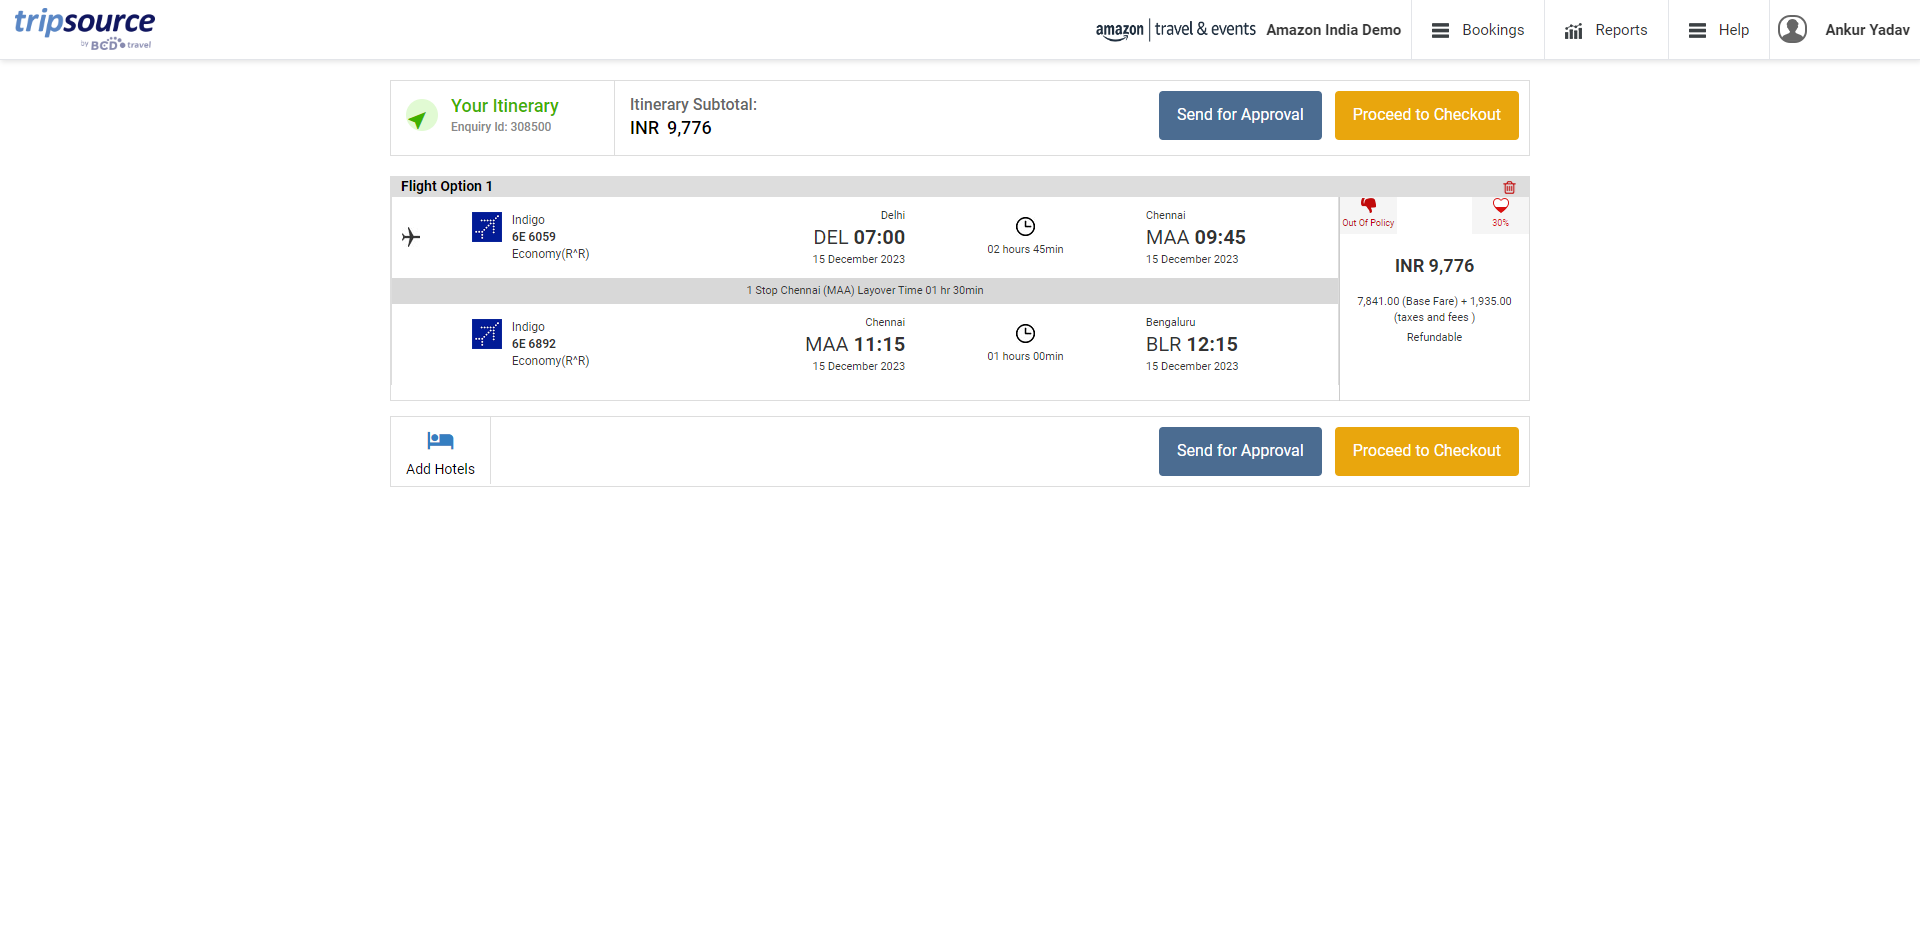 tripsource
by BCD travel
amazon | travel & events Amazon India Demo
Bookings
Reports
Help
Ankur Yadav
Your Itinerary
Enquiry Id: 308500
Itinerary Subtotal:
INR 9,776
Send for Approval
Proceed to Checkout
Flight Option 1
Indigo
6E 6059
Economy(R^R)
Delhi
DEL 07:00
15 December 2023
02 hours 45min
Chennai
MAA 09:45
15 December 2023
Out Of Policy
30%
INR 9,776
7,841.00 (Base Fare) + 1,935.00
(taxes and fees )
Refundable
1 Stop Chennai (MAA) Layover Time 01 hr 30min
Indigo
6E 6892
Economy(R^R)
Chennai
MAA 11:15
15 December 2023
01 hours 00min
Bengaluru
BLR 12:15
15 December 2023
Add Hotels
Send for Approval
Proceed to Checkout